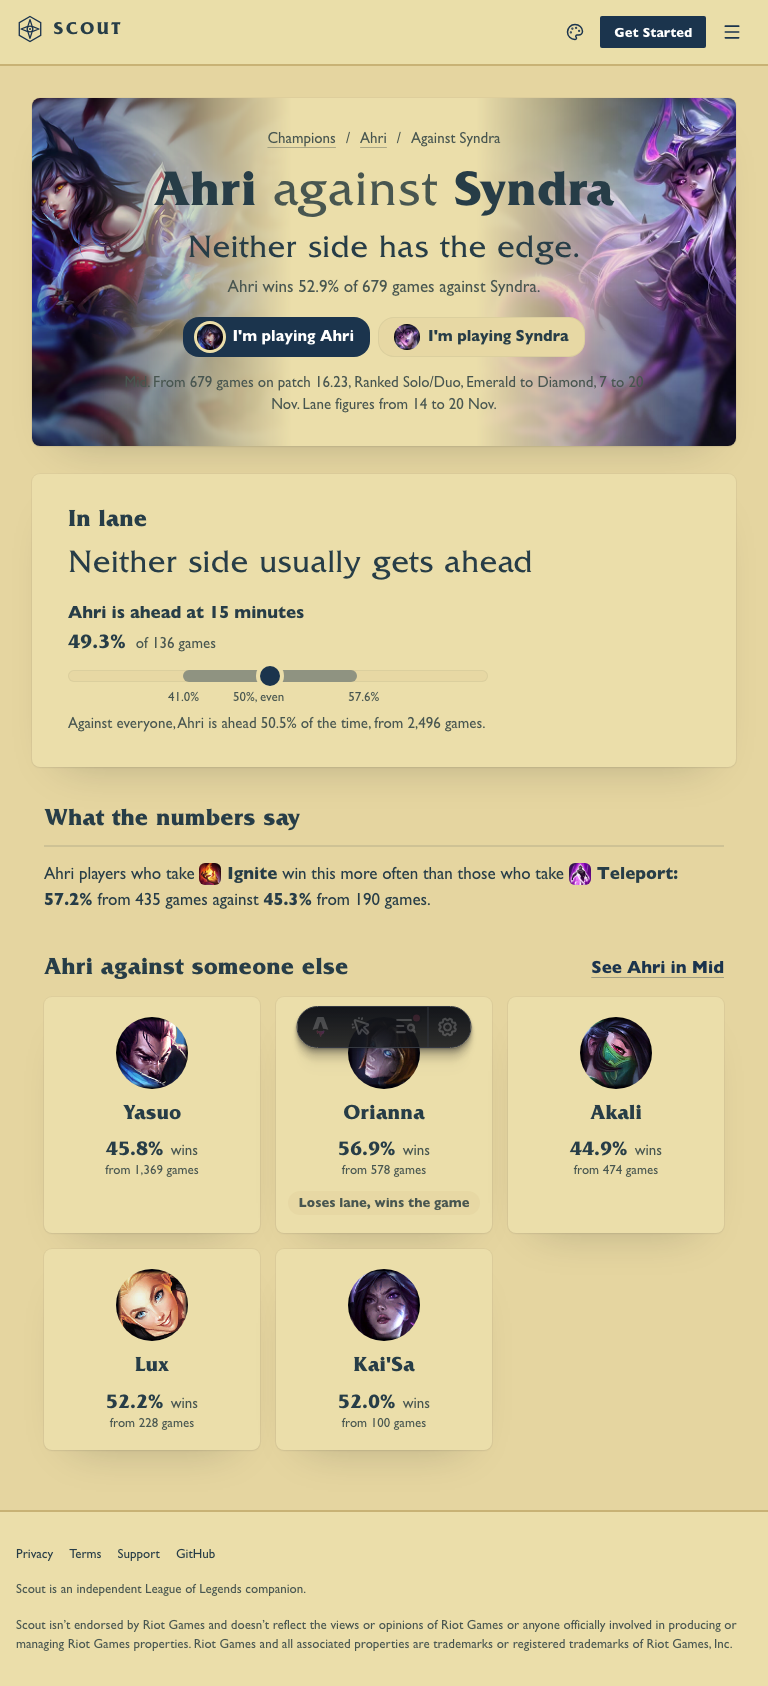 SCOUT
Get Started
Champions / Ahri / Against Syndra
Ahri against Syndra
Neither side has the edge.
Ahri wins 52.9% of 679 games against Syndra.
I'm playing Ahri
I'm playing Syndra
Mid. From 679 games on patch 16.23, Ranked Solo/Duo, Emerald to Diamond, 7 to 20
Nov. Lane figures from 14 to 20 Nov.
In lane
Neither side usually gets ahead
Ahri is ahead at 15 minutes
49.3% of 136 games
41.0% 50%, even 57.6%
Against everyone, Ahri is ahead 50.5% of the time, from 2,496 games.
What the numbers say
Ahri players who take Ignite win this more often than those who take Teleport:
57.2% from 435 games against 45.3% from 190 games.
Ahri against someone else
See Ahri in Mid
Yasuo
45.8% wins
from 1,369 games
Orianna
56.9% wins
from 578 games
Loses lane, wins the game
Akali
44.9% wins
from 474 games
Lux
52.2% wins
from 228 games
Kai'Sa
52.0% wins
from 100 games
Privacy Terms Support GitHub
Scout is an independent League of Legends companion.
Scout isn't endorsed by Riot Games and doesn't reflect the views or opinions of Riot Games or anyone officially involved in producing or
managing Riot Games properties. Riot Games and all associated properties are trademarks or registered trademarks of Riot Games, Inc.